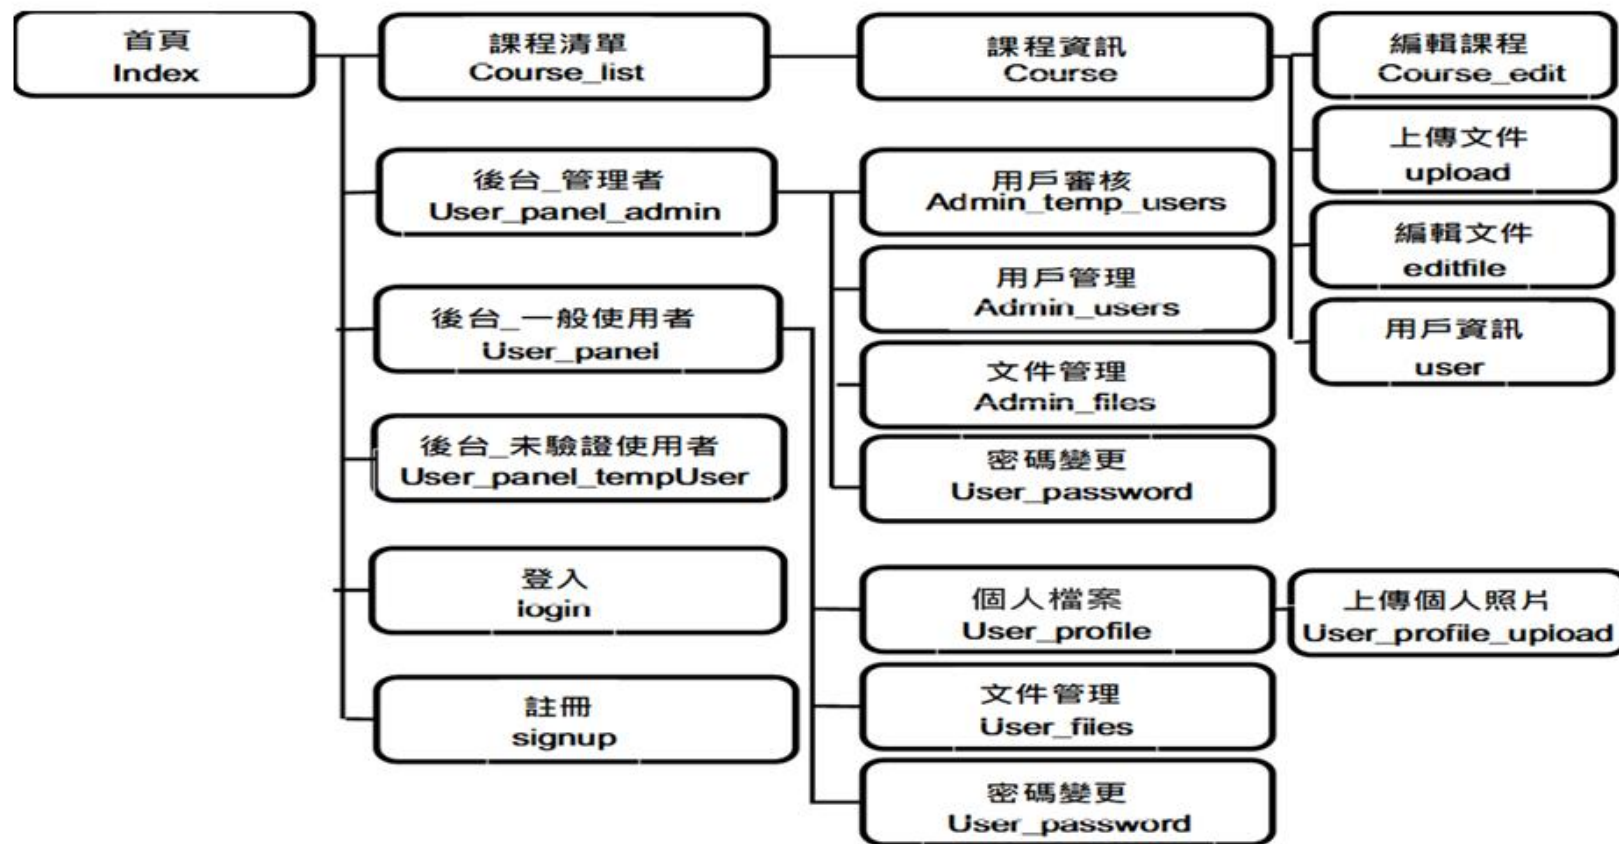 首頁
Index
課程清單
Course_list
課程資訊
Course
編輯課程
Course_edit
上傳文件
upload
編輯文件
editfile
用戶資訊
user
後台_管理者
User_panel_admin
用戶審核
Admin_temp_users
用戶管理
Admin_users
文件管理
Admin_files
密碼變更
User_password
後台_一般使用者
User_panel
個人檔案
User_profile
上傳個人照片
User_profile_upload
文件管理
User_files
密碼變更
User_password
後台_未驗證使用者
User_panel_tempUser
登入
login
註冊
signup